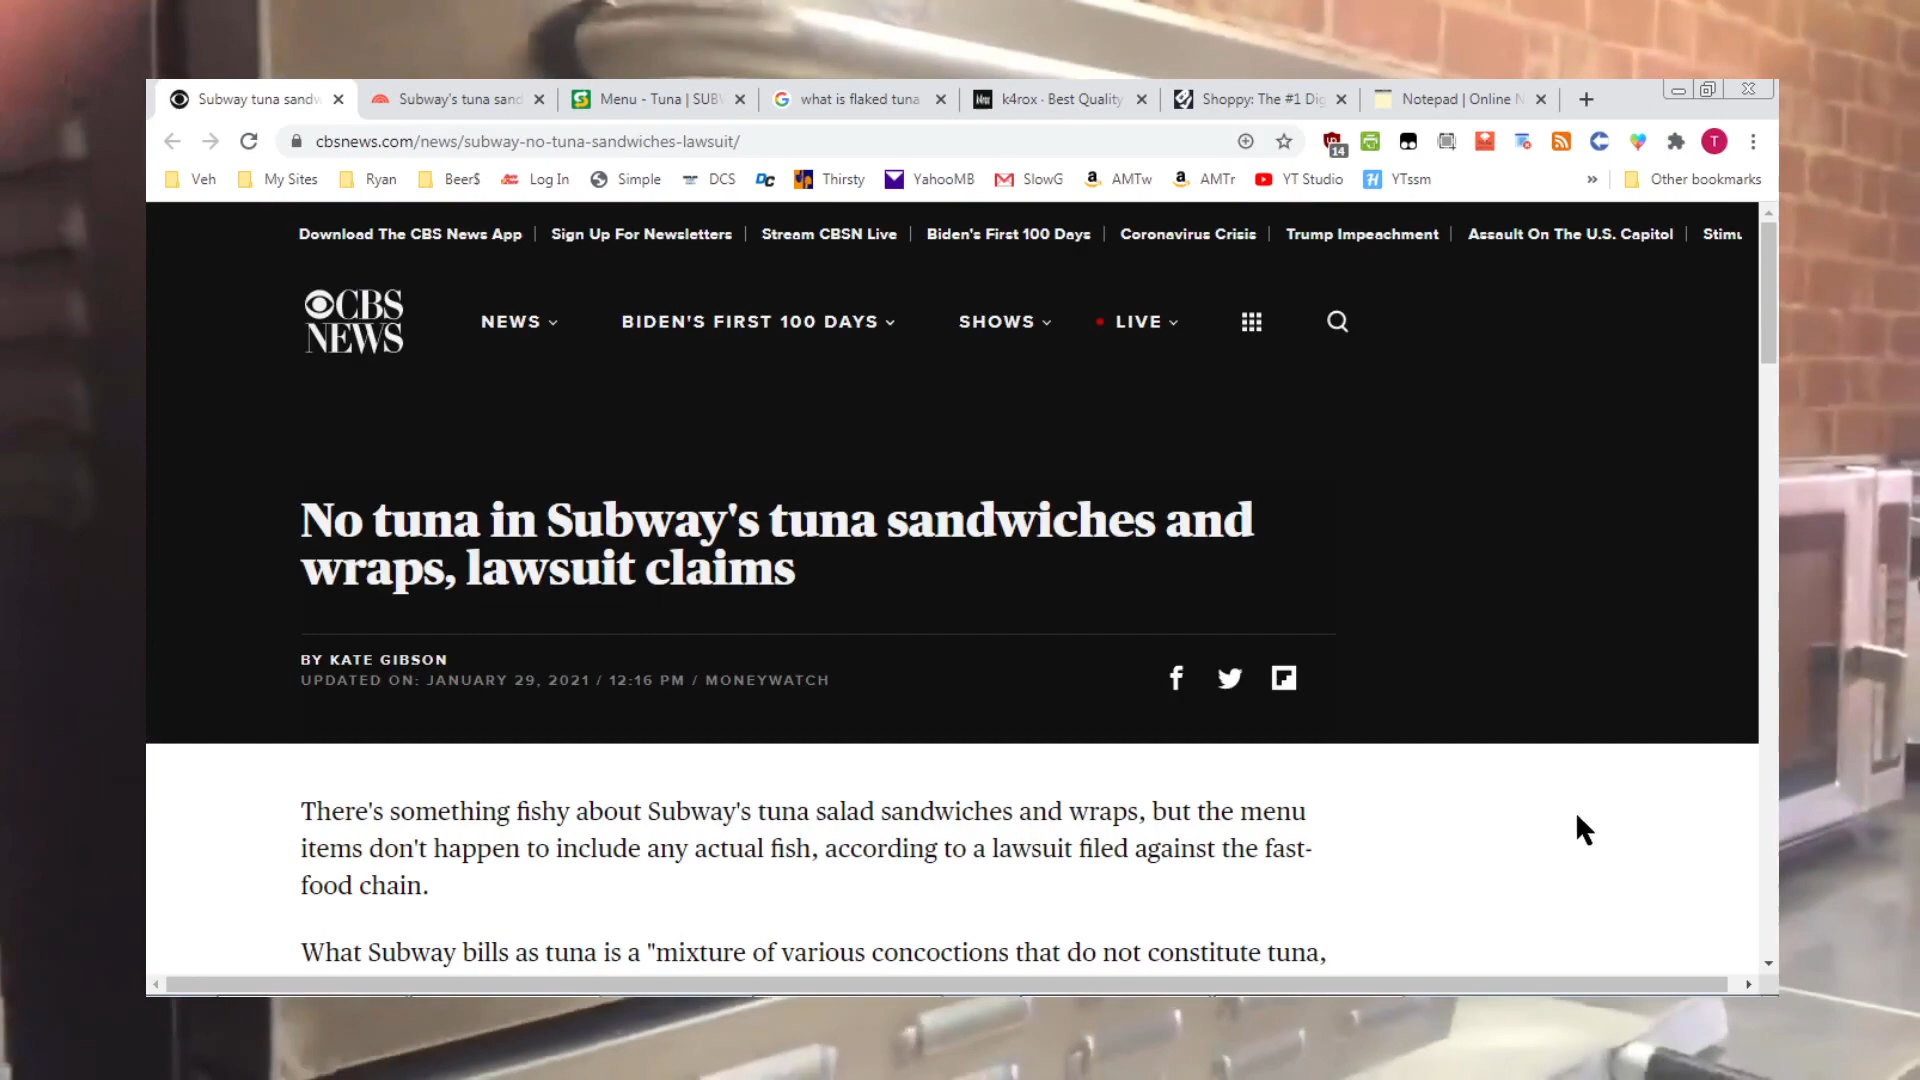 Subway tuna sandw
Subway's tuna sand
Menu - Tuna | SUB
what is flaked tuna
k4rox - Best Quality
Shoppy: The #1 Dig
Notepad | Online N
cbsnews.com/news/subway-no-tuna-sandwiches-lawsuit/
14
T
Veh
My Sites
Ryan
Beer$
Log In
Simple
DCS
DC
Thirsty
YahooMB
SlowG
AMTw
AMTr
YT Studio
YTssm
»
Other bookmarks
Download The CBS News App | Sign Up For Newsletters | Stream CBSN Live | Biden's First 100 Days | Coronavirus Crisis | Trump Impeachment | Assault On The U.S. Capitol | Stimu
CBS
NEWS
NEWS
BIDEN'S FIRST 100 DAYS
SHOWS
LIVE
No tuna in Subway's tuna sandwiches and
wraps, lawsuit claims
BY KATE GIBSON
UPDATED ON: JANUARY 29, 2021 / 12:16 PM / MONEYWATCH
There's something fishy about Subway's tuna salad sandwiches and wraps, but the menu
items don't happen to include any actual fish, according to a lawsuit filed against the fast-
food chain.
What Subway bills as tuna is a "mixture of various concoctions that do not constitute tuna,